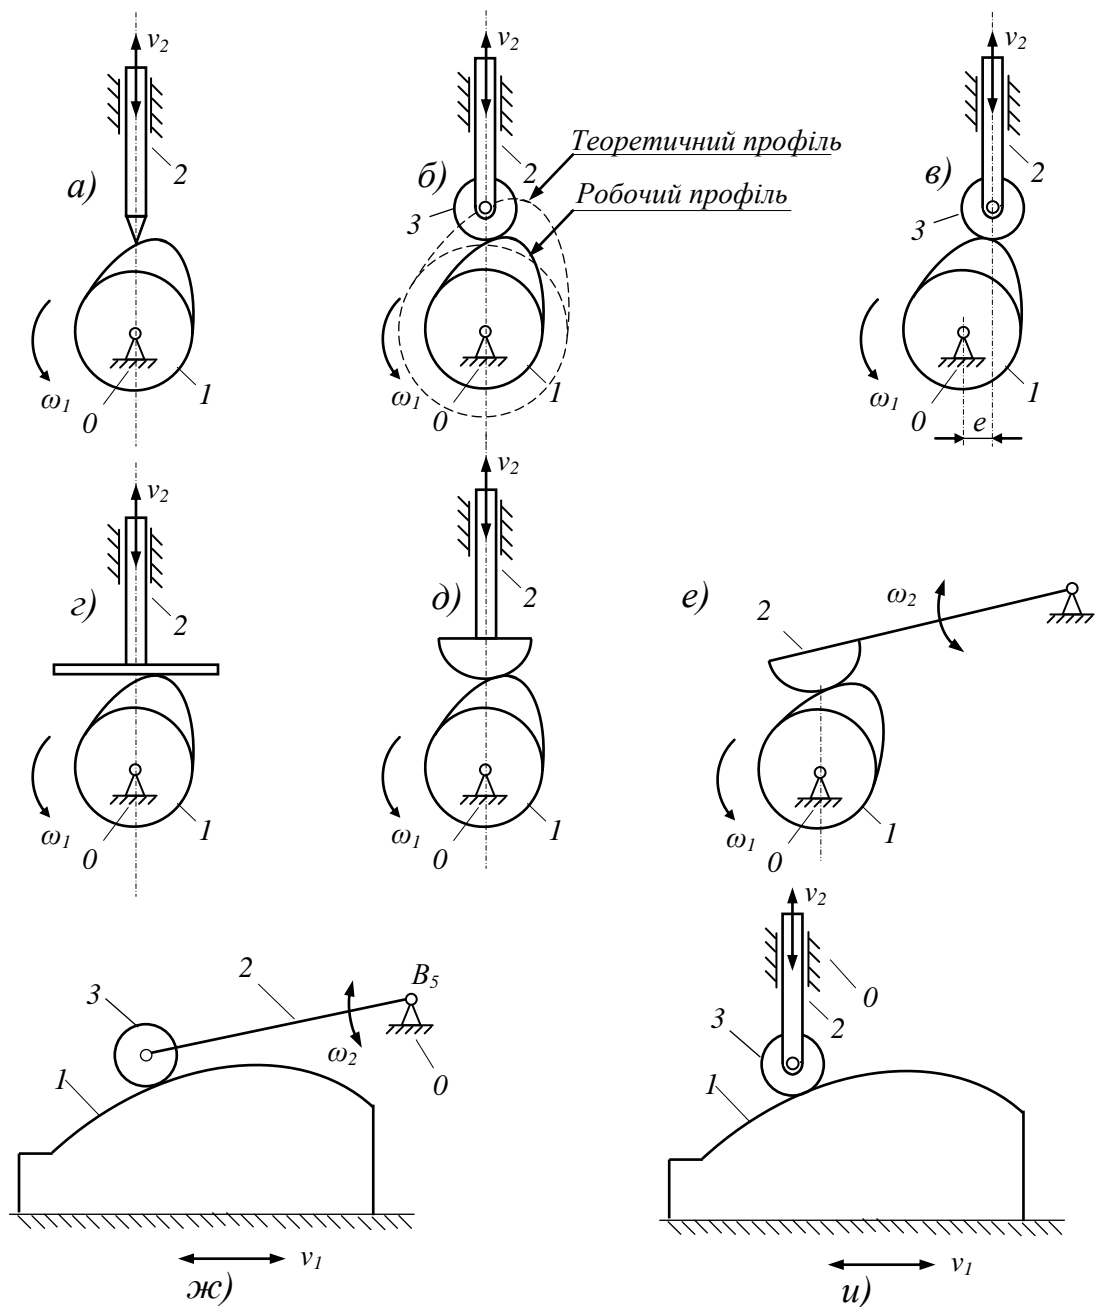 v2
v2
v2
Теоретичний профіль
а)
2
б)
2
в)
2
3
Робочий профіль
3
ω1
0
1
ω1
0
1
ω1
0
1
e
v2
v2
г)
2
д)
2
е)
2
ω2
ω1
0
1
ω1
0
1
ω1
0
1
v2
2
B5
0
3
3
2
ω2
1
0
1
v1
v1
ж)
и)